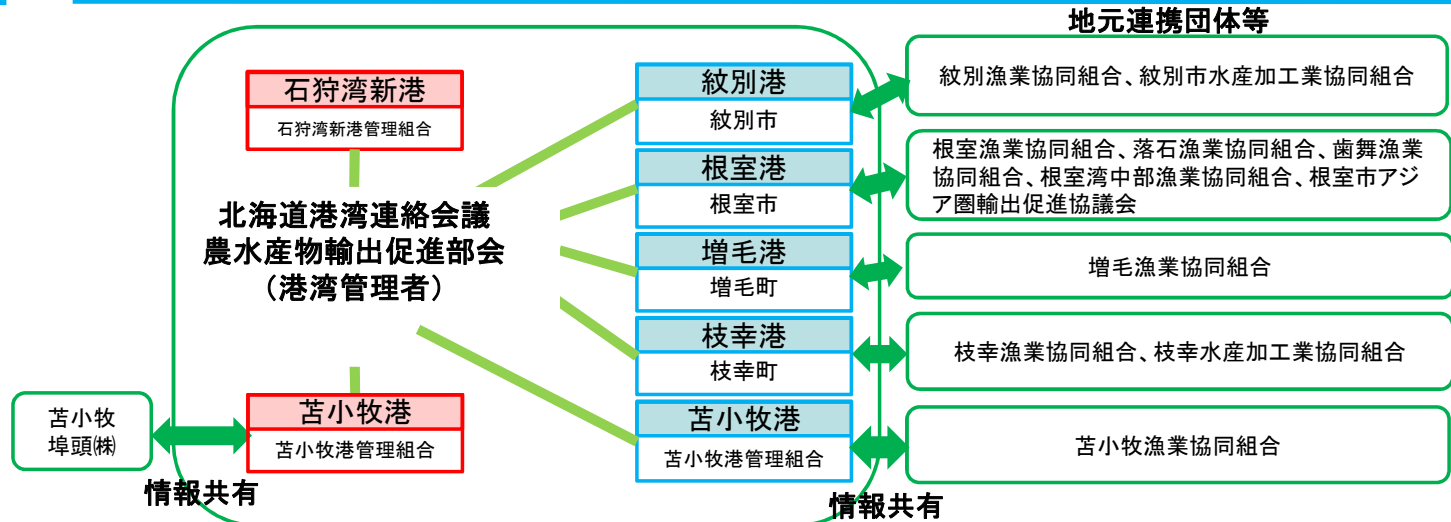 地元連携団体等
石狩湾新港
石狩湾新港管理組合
北海道港湾連絡会議
農水産物輸出促進部会
（港湾管理者）
苫小牧港
苫小牧港管理組合
苫小牧
埠頭㈱
情報共有
紋別港
紋別市
紋別漁業協同組合、紋別市水産加工業協同組合
根室港
根室市
根室漁業協同組合、落石漁業協同組合、歯舞漁業
協同組合、根室湾中部漁業協同組合、根室市アジ
ア圏輸出促進協議会
増毛港
増毛町
増毛漁業協同組合
枝幸港
枝幸町
枝幸漁業協同組合、枝幸水産加工業協同組合
苫小牧港
苫小牧港管理組合
苫小牧漁業協同組合
情報共有